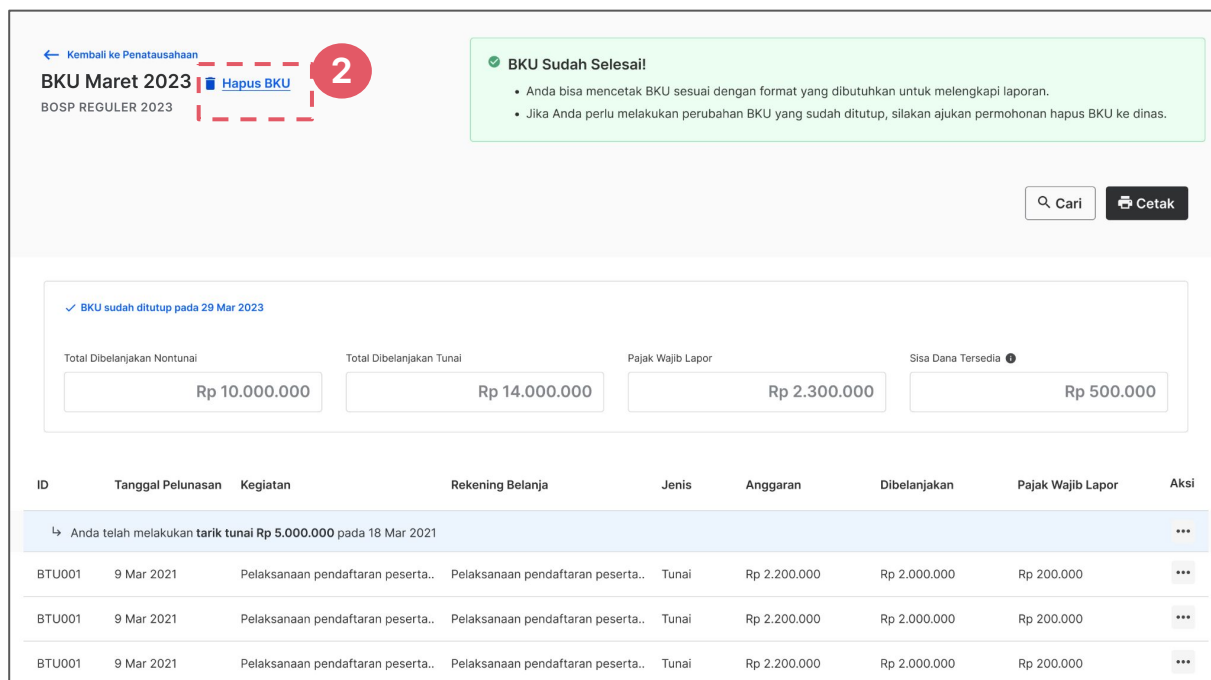 ← Kembali ke Penatausahaan
BKU Maret 2023 Hapus BKU
2
BOSP REGULER 2023
BKU Sudah Selesai!
• Anda bisa mencetak BKU sesuai dengan format yang dibutuhkan untuk melengkapi laporan.
• Jika Anda perlu melakukan perubahan BKU yang sudah ditutup, silakan ajukan permohonan hapus BKU ke dinas.
Cari Cetak
✓ BKU sudah ditutup pada 29 Mar 2023
Total Dibelanjakan Nontunai Total Dibelanjakan Tunai Pajak Wajib Lapor Sisa Dana Tersedia
Rp 10.000.000 Rp 14.000.000 Rp 2.300.000 Rp 500.000
ID Tanggal Pelunasan Kegiatan Rekening Belanja Jenis Anggaran Dibelanjakan Pajak Wajib Lapor Aksi
↳ Anda telah melakukan tarik tunai Rp 5.000.000 pada 18 Mar 2021 •••
BTU001 9 Mar 2021 Pelaksanaan pendaftaran peserta.. Pelaksanaan pendaftaran peserta.. Tunai Rp 2.200.000 Rp 2.000.000 Rp 200.000 •••
BTU001 9 Mar 2021 Pelaksanaan pendaftaran peserta.. Pelaksanaan pendaftaran peserta.. Tunai Rp 2.200.000 Rp 2.000.000 Rp 200.000 •••
BTU001 9 Mar 2021 Pelaksanaan pendaftaran peserta.. Pelaksanaan pendaftaran peserta.. Tunai Rp 2.200.000 Rp 2.000.000 Rp 200.000 •••